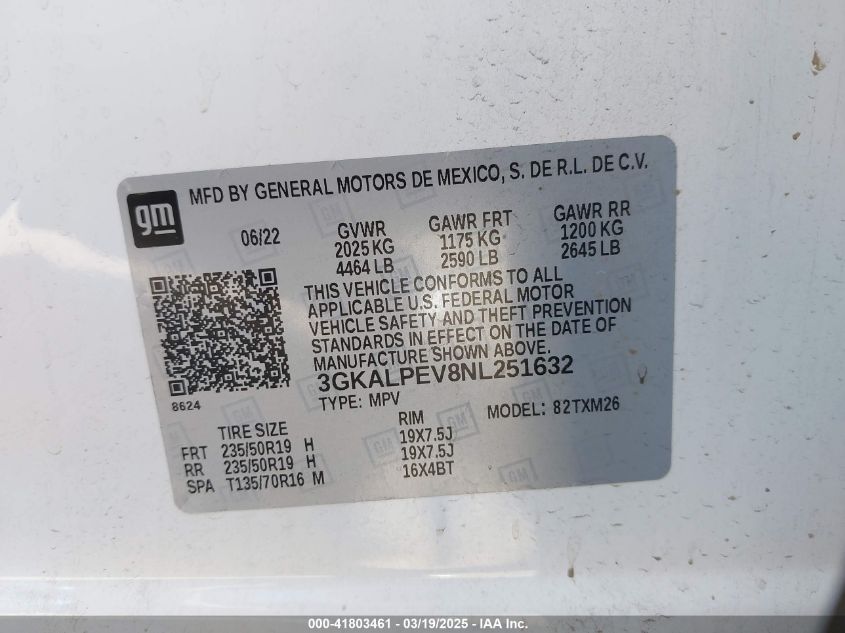 gm
MFD BY GENERAL MOTORS DE MEXICO, S. DE R.L. DE C.V.
06/22
GVWR
2025 KG
4464 LB
GAWR FRT
1175 KG
2590 LB
GAWR RR
1200 KG
2645 LB
THIS VEHICLE CONFORMS TO ALL
APPLICABLE U.S. FEDERAL MOTOR
VEHICLE SAFETY AND THEFT PREVENTION
STANDARDS IN EFFECT ON THE DATE OF
MANUFACTURE SHOWN ABOVE.
3GKALPEV8NL251632
8624
TYPE: MPV
MODEL: 82TXM26
TIRE SIZE
RIM
FRT 235/50R19 H 19X7.5J
RR 235/50R19 H 19X7.5J
SPA T135/70R16 M 16X4BT
000-41803461 - 03/19/2025 - IAA Inc.